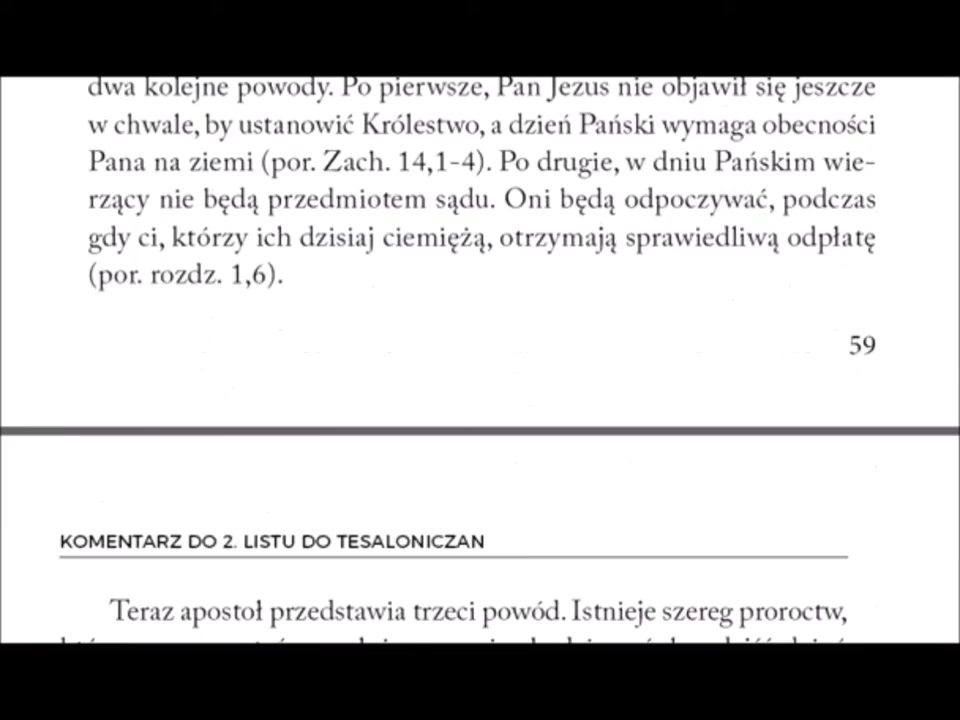 dwa kolejne powody. Po pierwsze, Pan Jezus nie objawił się jeszcze
w chwale, by ustanowić Królestwo, a dzień Pański wymaga obecności
Pana na ziemi (por. Zach. 14,1-4). Po drugie, w dniu Pańskim wie-
rzący nie będą przedmiotem sądu. Oni będą odpoczywać, podczas
gdy ci, którzy ich dzisiaj ciemiężą, otrzymają sprawiedliwą odpłatę
(por. rozdz. 1,6).
59
KOMENTARZ DO 2. LISTU DO TESALONICZAN
Teraz apostoł przedstawia trzeci powód. Istnieje szereg proroctw,